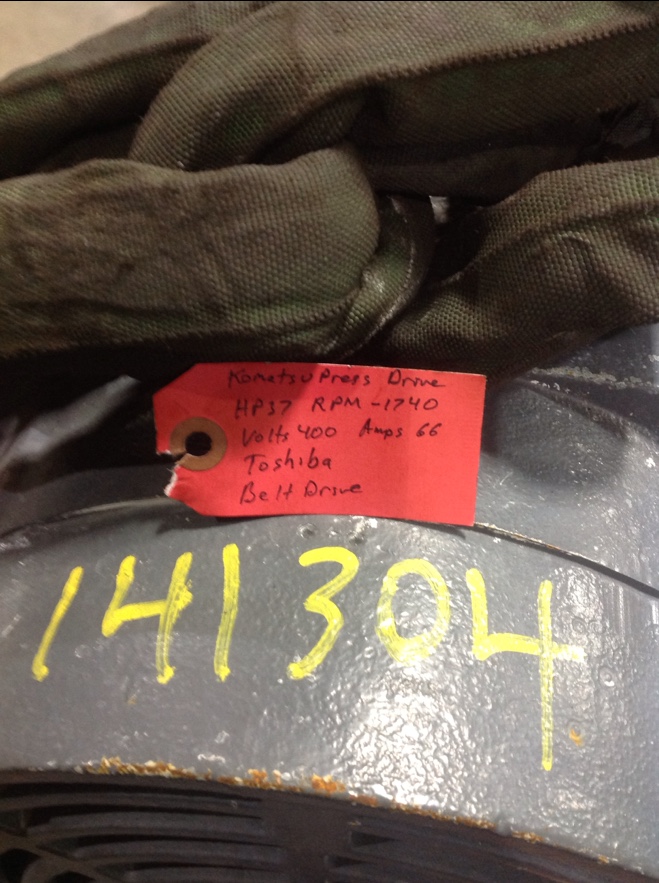 Komatsu Press Drive
HP37 RPM-1740
Volts 400 Amps 66
Toshiba
Belt Drive
141304